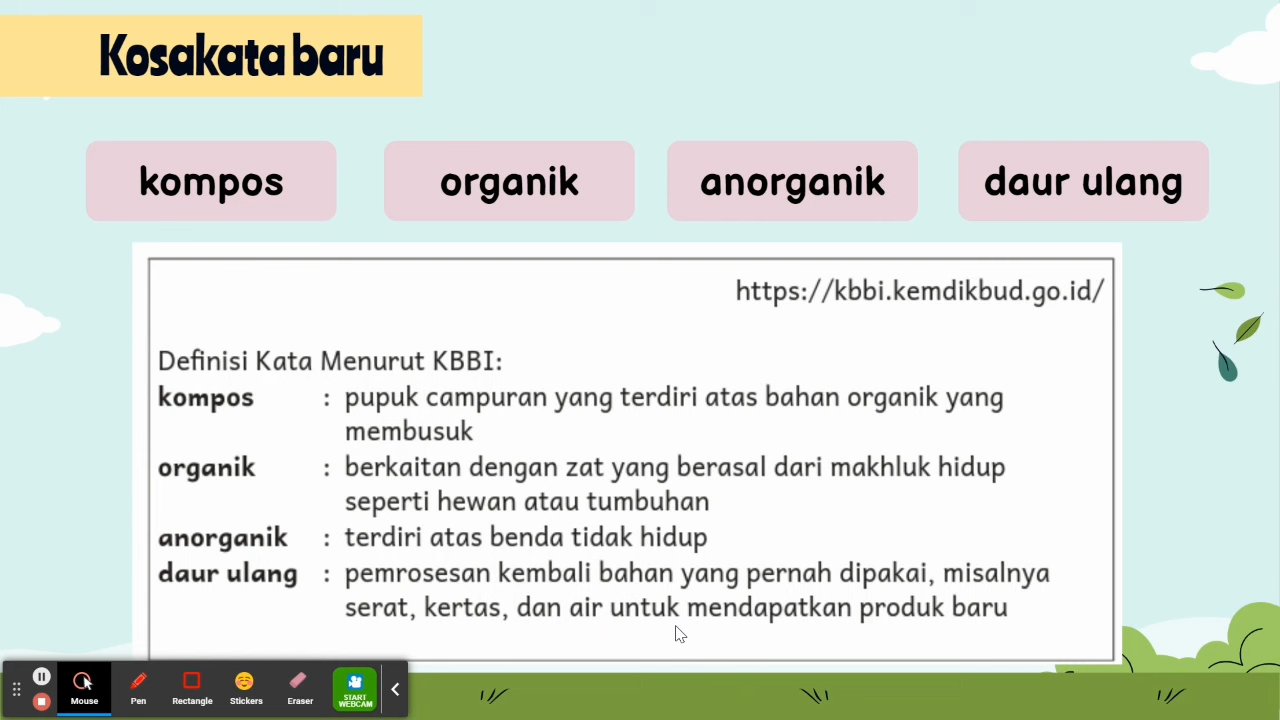 Kosakata baru
kompos organik anorganik daur ulang
https://kbbi.kemdikbud.go.id/
Definisi Kata Menurut KBBI:
kompos : pupuk campuran yang terdiri atas bahan organik yang
membusuk
organik : berkaitan dengan zat yang berasal dari makhluk hidup
seperti hewan atau tumbuhan
anorganik : terdiri atas benda tidak hidup
daur ulang : pemrosesan kembali bahan yang pernah dipakai, misalnya
serat, kertas, dan air untuk mendapatkan produk baru
Mouse Pen Rectangle Stickers Eraser START
WEBCAM